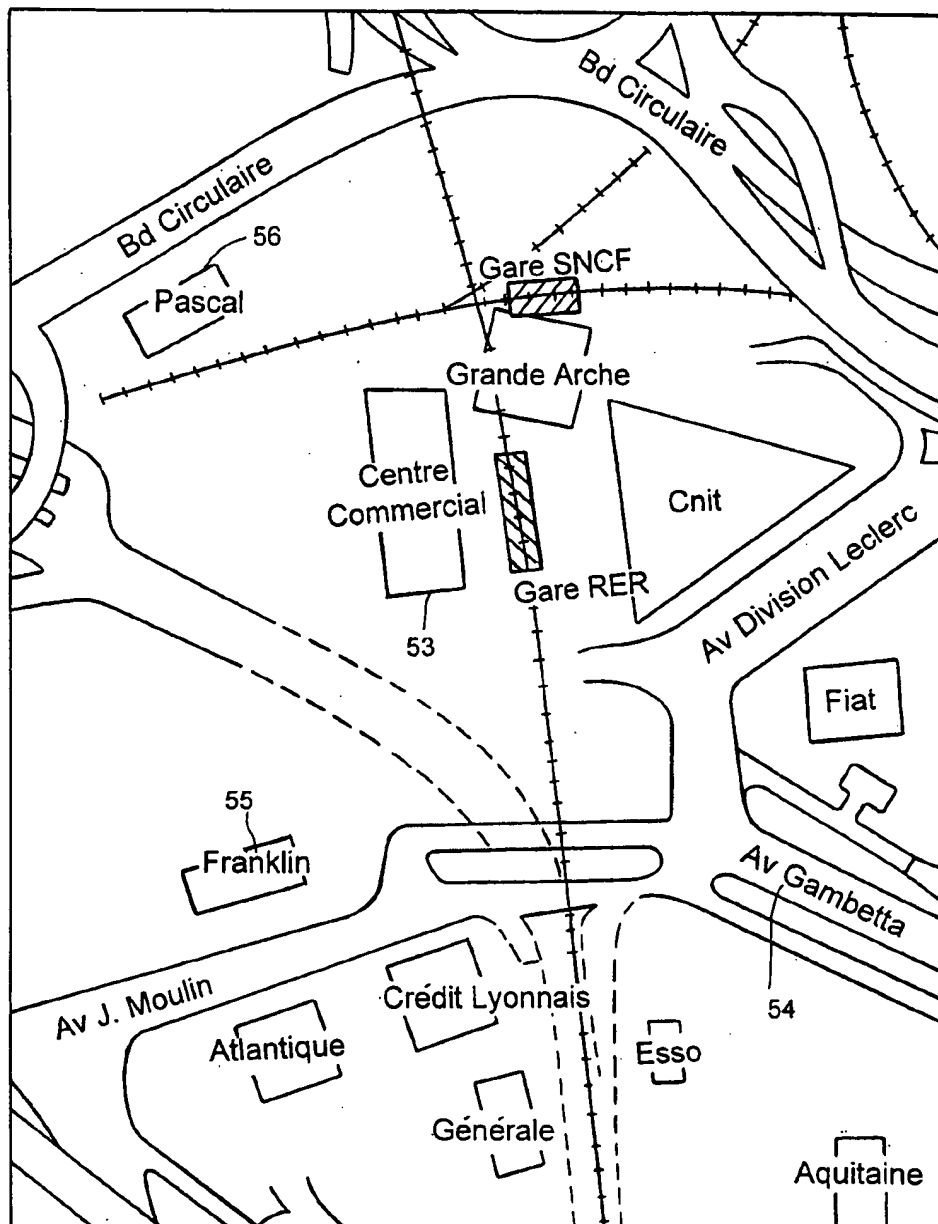 Bd Circulaire
Bd Circulaire
56
Pascal
Gare SNCF
Grande Arche
Centre
Commercial
Cnit
Gare RER
53
Av Division Leclerc
Fiat
55
Franklin
Av Gambetta
54
Av J. Moulin
Crédit Lyonnais
Atlantique
Esso
Générale
Aquitaine